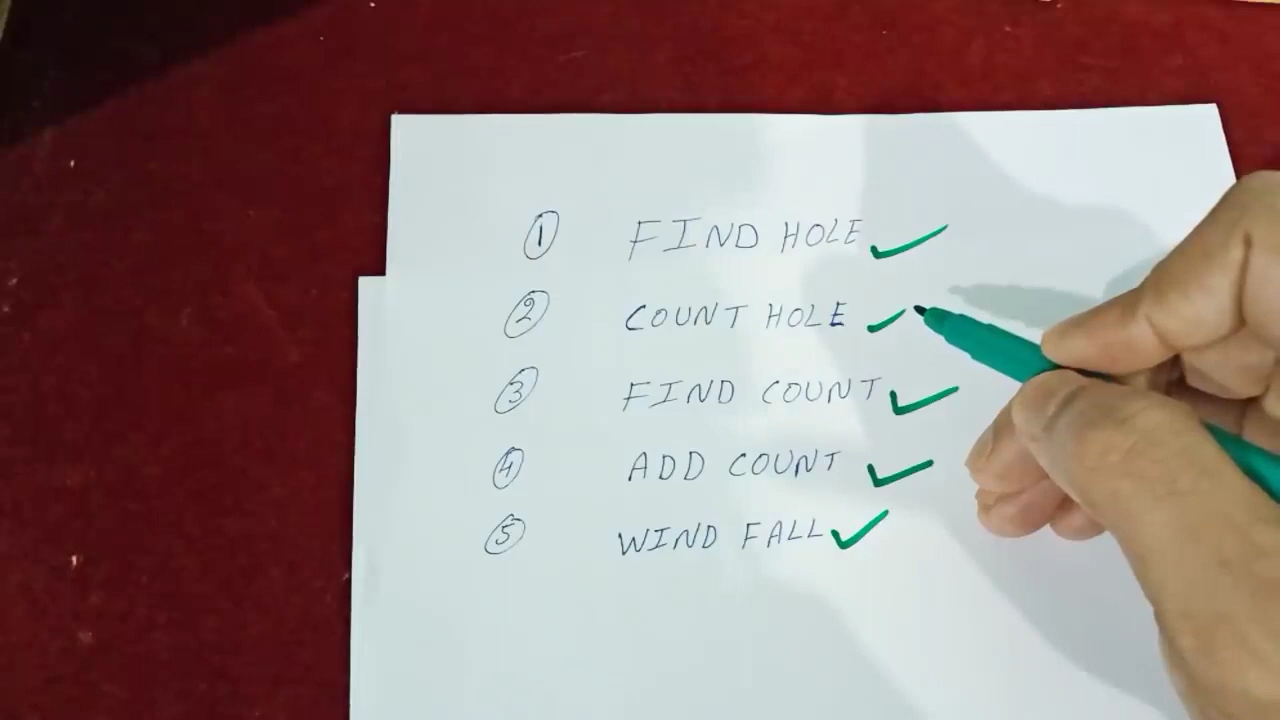 ① FIND HOLE ✓
② COUNT HOLE ✓
③ FIND COUNT ✓
④ ADD COUNT ✓
⑤ WIND FALL ✓